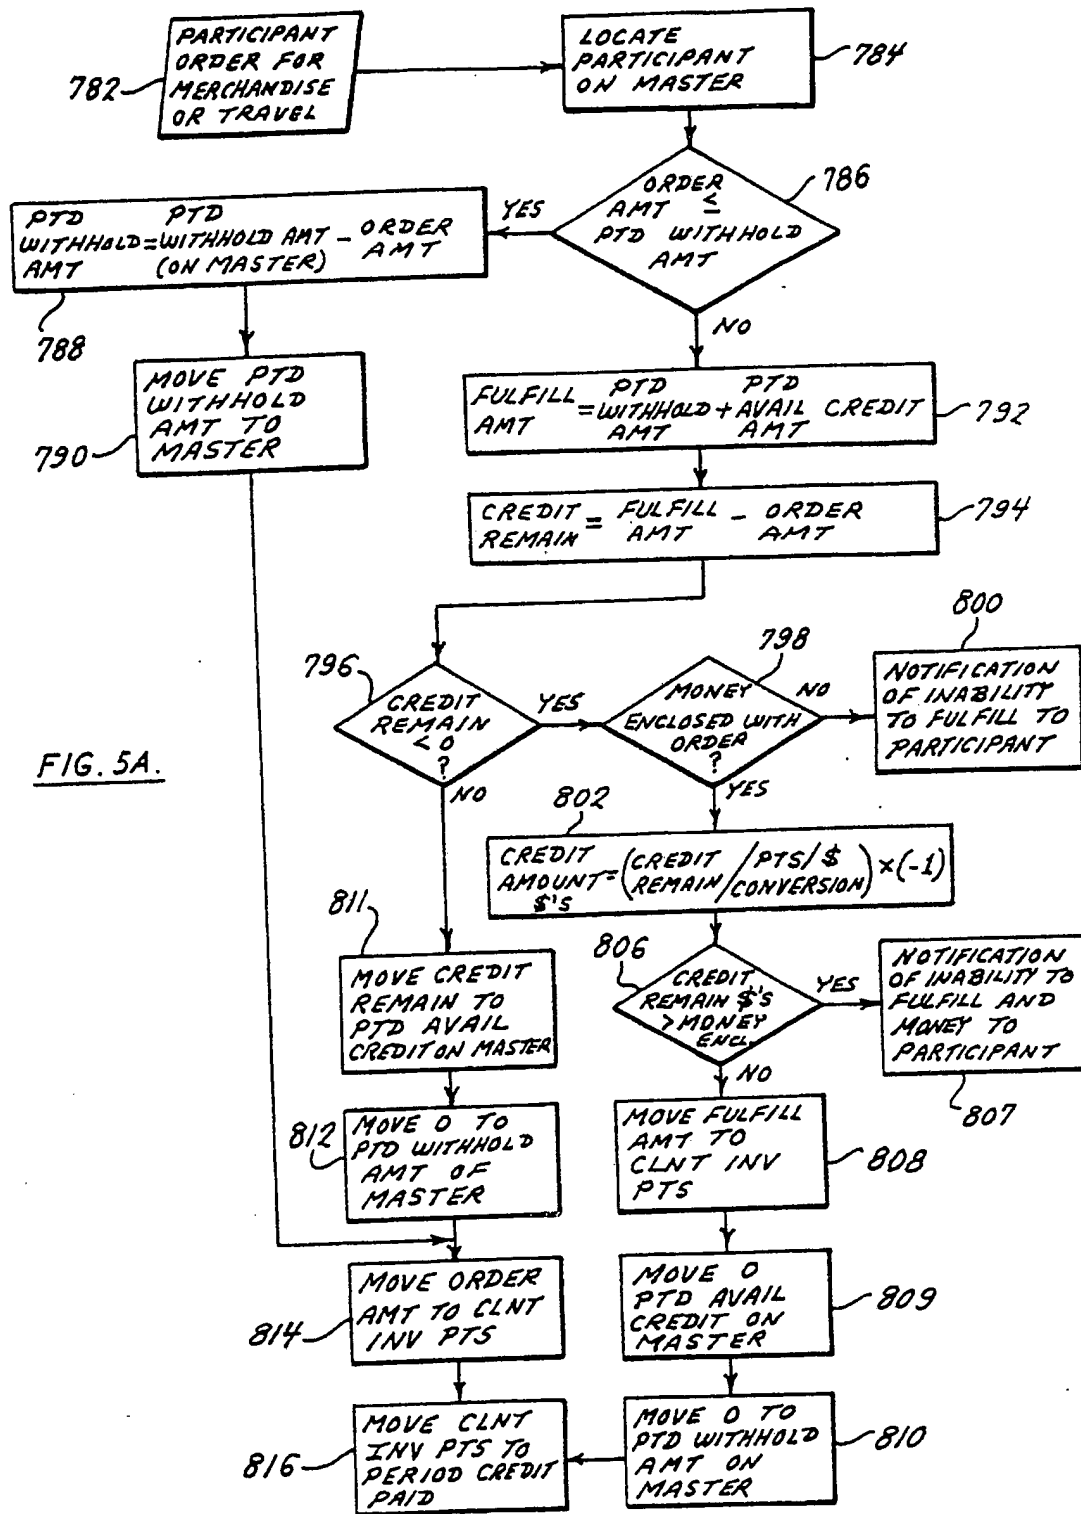 PARTICIPANT
ORDER FOR
MERCHANDISE
OR TRAVEL
782
LOCATE
PARTICIPANT
ON MASTER
784
ORDER
AMT ≤
PTD WITHHOLD
AMT
786
YES
NO
PTD PTD
WITHHOLD=WITHHOLD AMT - ORDER
AMT (ON MASTER) AMT
788
MOVE PTD
WITHHOLD
AMT TO
MASTER
790
PTD PTD
FULFILL = WITHHOLD + AVAIL CREDIT
AMT AMT AMT
792
CREDIT = FULFILL - ORDER
REMAIN AMT AMT
794
796
CREDIT
REMAIN
< 0
?
YES
NO
798
MONEY
ENCLOSED WITH
ORDER
?
NO
YES
800
NOTIFICATION
OF INABILITY
TO FULFILL TO
PARTICIPANT
FIG. 5A.
802
CREDIT
AMOUNT = (CREDIT REMAIN / PTS/$ CONVERSION) × (-1)
$'S
811
MOVE CREDIT
REMAIN TO
PTD AVAIL
CREDIT ON MASTER
806
CREDIT
REMAIN $'S
> MONEY
ENCL.
YES
NO
NOTIFICATION
OF INABILITY TO
FULFILL AND
MONEY TO
PARTICIPANT
807
812
MOVE 0 TO
PTD WITHHOLD
AMT OF
MASTER
MOVE FULFILL
AMT TO
CLNT INV
PTS
808
MOVE ORDER
AMT TO CLNT
INV PTS
814
MOVE 0
PTD AVAIL
CREDIT ON
MASTER
809
MOVE CLNT
INV PTS TO
PERIOD CREDIT
PAID
816
MOVE 0 TO
PTD WITHHOLD
AMT ON
MASTER
810